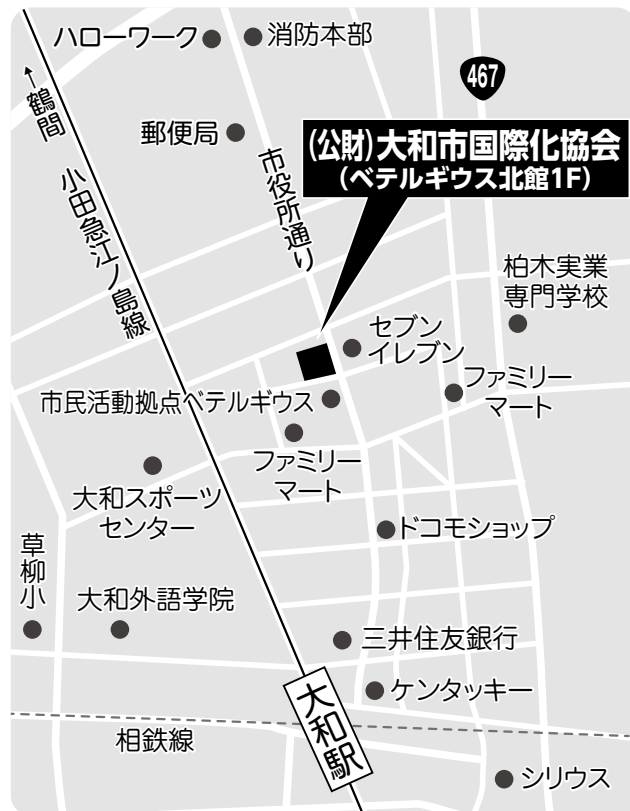 ハローワーク
消防本部
467
←鶴間
郵便局
(公財)大和市国際化協会
(ベテルギウス北館1F)
市役所通り
小田急江ノ島線
柏木実業
専門学校
セブン
イレブン
ファミリー
マート
市民活動拠点ベテルギウス
ファミリー
マート
大和スポーツ
センター
ドコモショップ
草柳小
大和外語学院
三井住友銀行
ケンタッキー
大和駅
相鉄線
シリウス